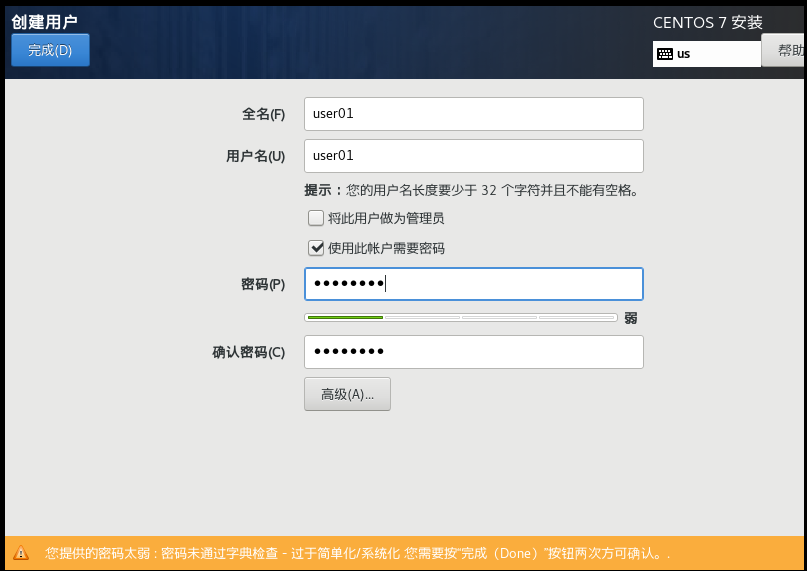 创建用户
CENTOS 7 安装
完成(D)
us
帮助
全名(F)
user01
用户名(U)
user01
提示：您的用户名长度要少于 32 个字符并且不能有空格。
将此用户做为管理员
使用此帐户需要密码
密码(P)
●●●●●●●●
弱
确认密码(C)
●●●●●●●●
高级(A)...
您提供的密码太弱 : 密码未通过字典检查 - 过于简单化/系统化 您需要按“完成（Done）”按钮两次方可确认。.